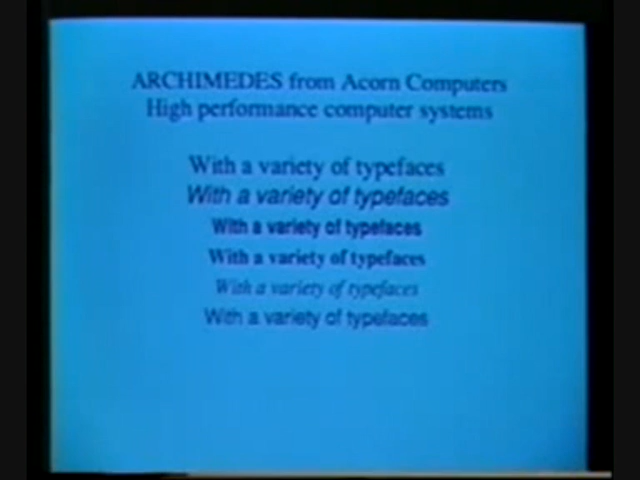 ARCHIMEDES from Acorn Computers
High performance computer systems
With a variety of typefaces
With a variety of typefaces
With a variety of typefaces
With a variety of typefaces
With a variety of typefaces
With a variety of typefaces